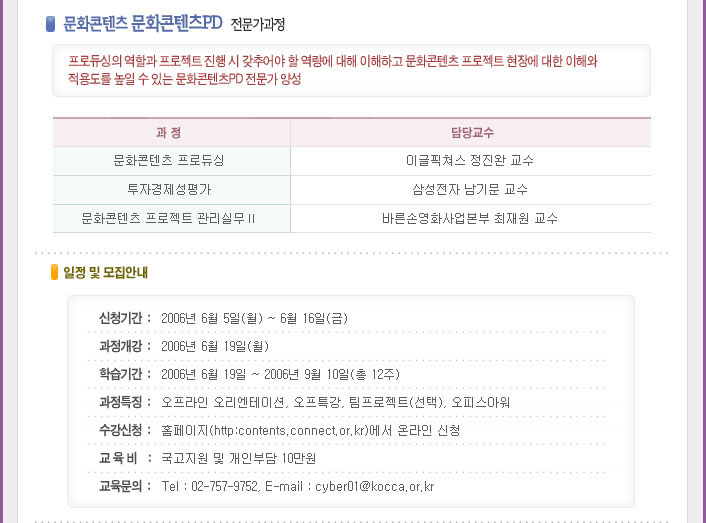 문화콘텐츠 문화콘텐츠PD 전문가과정
프로듀싱의 역할과 프로젝트 진행 시 갖추어야 할 역량에 대해 이해하고 문화콘텐츠 프로젝트 현장에 대한 이해와
적용도를 높일 수 있는 문화콘텐츠PD 전문가 양성
과 정 담당교수
문화콘텐츠 프로듀싱 이글픽쳐스 정진완 교수
투자경제성평가 삼성전자 남기문 교수
문화콘텐츠 프로젝트 관리실무Ⅱ 바른손영화사업본부 최재원 교수
일정 및 모집안내
신청기간 : 2006년 6월 5일(월) ~ 6월 16일(금)
과정개강 : 2006년 6월 19일(월)
학습기간 : 2006년 6월 19일 ~ 2006년 9월 10일(총 12주)
과정특징 : 오프라인 오리엔테이션, 오프특강, 팀프로젝트(선택), 오피스아워
수강신청 : 홈페이지(http:contents.connect.or.kr)에서 온라인 신청
교 육 비 : 국고지원 및 개인부담 10만원
교육문의 : Tel : 02-757-9752, E-mail : cyber01@kocca.or.kr